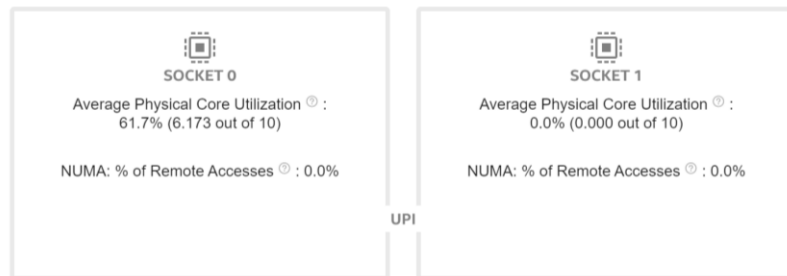 SOCKET 0
Average Physical Core Utilization ? :
61.7% (6.173 out of 10)
NUMA: % of Remote Accesses ? : 0.0%
SOCKET 1
Average Physical Core Utilization ? :
0.0% (0.000 out of 10)
NUMA: % of Remote Accesses ? : 0.0%
UPI